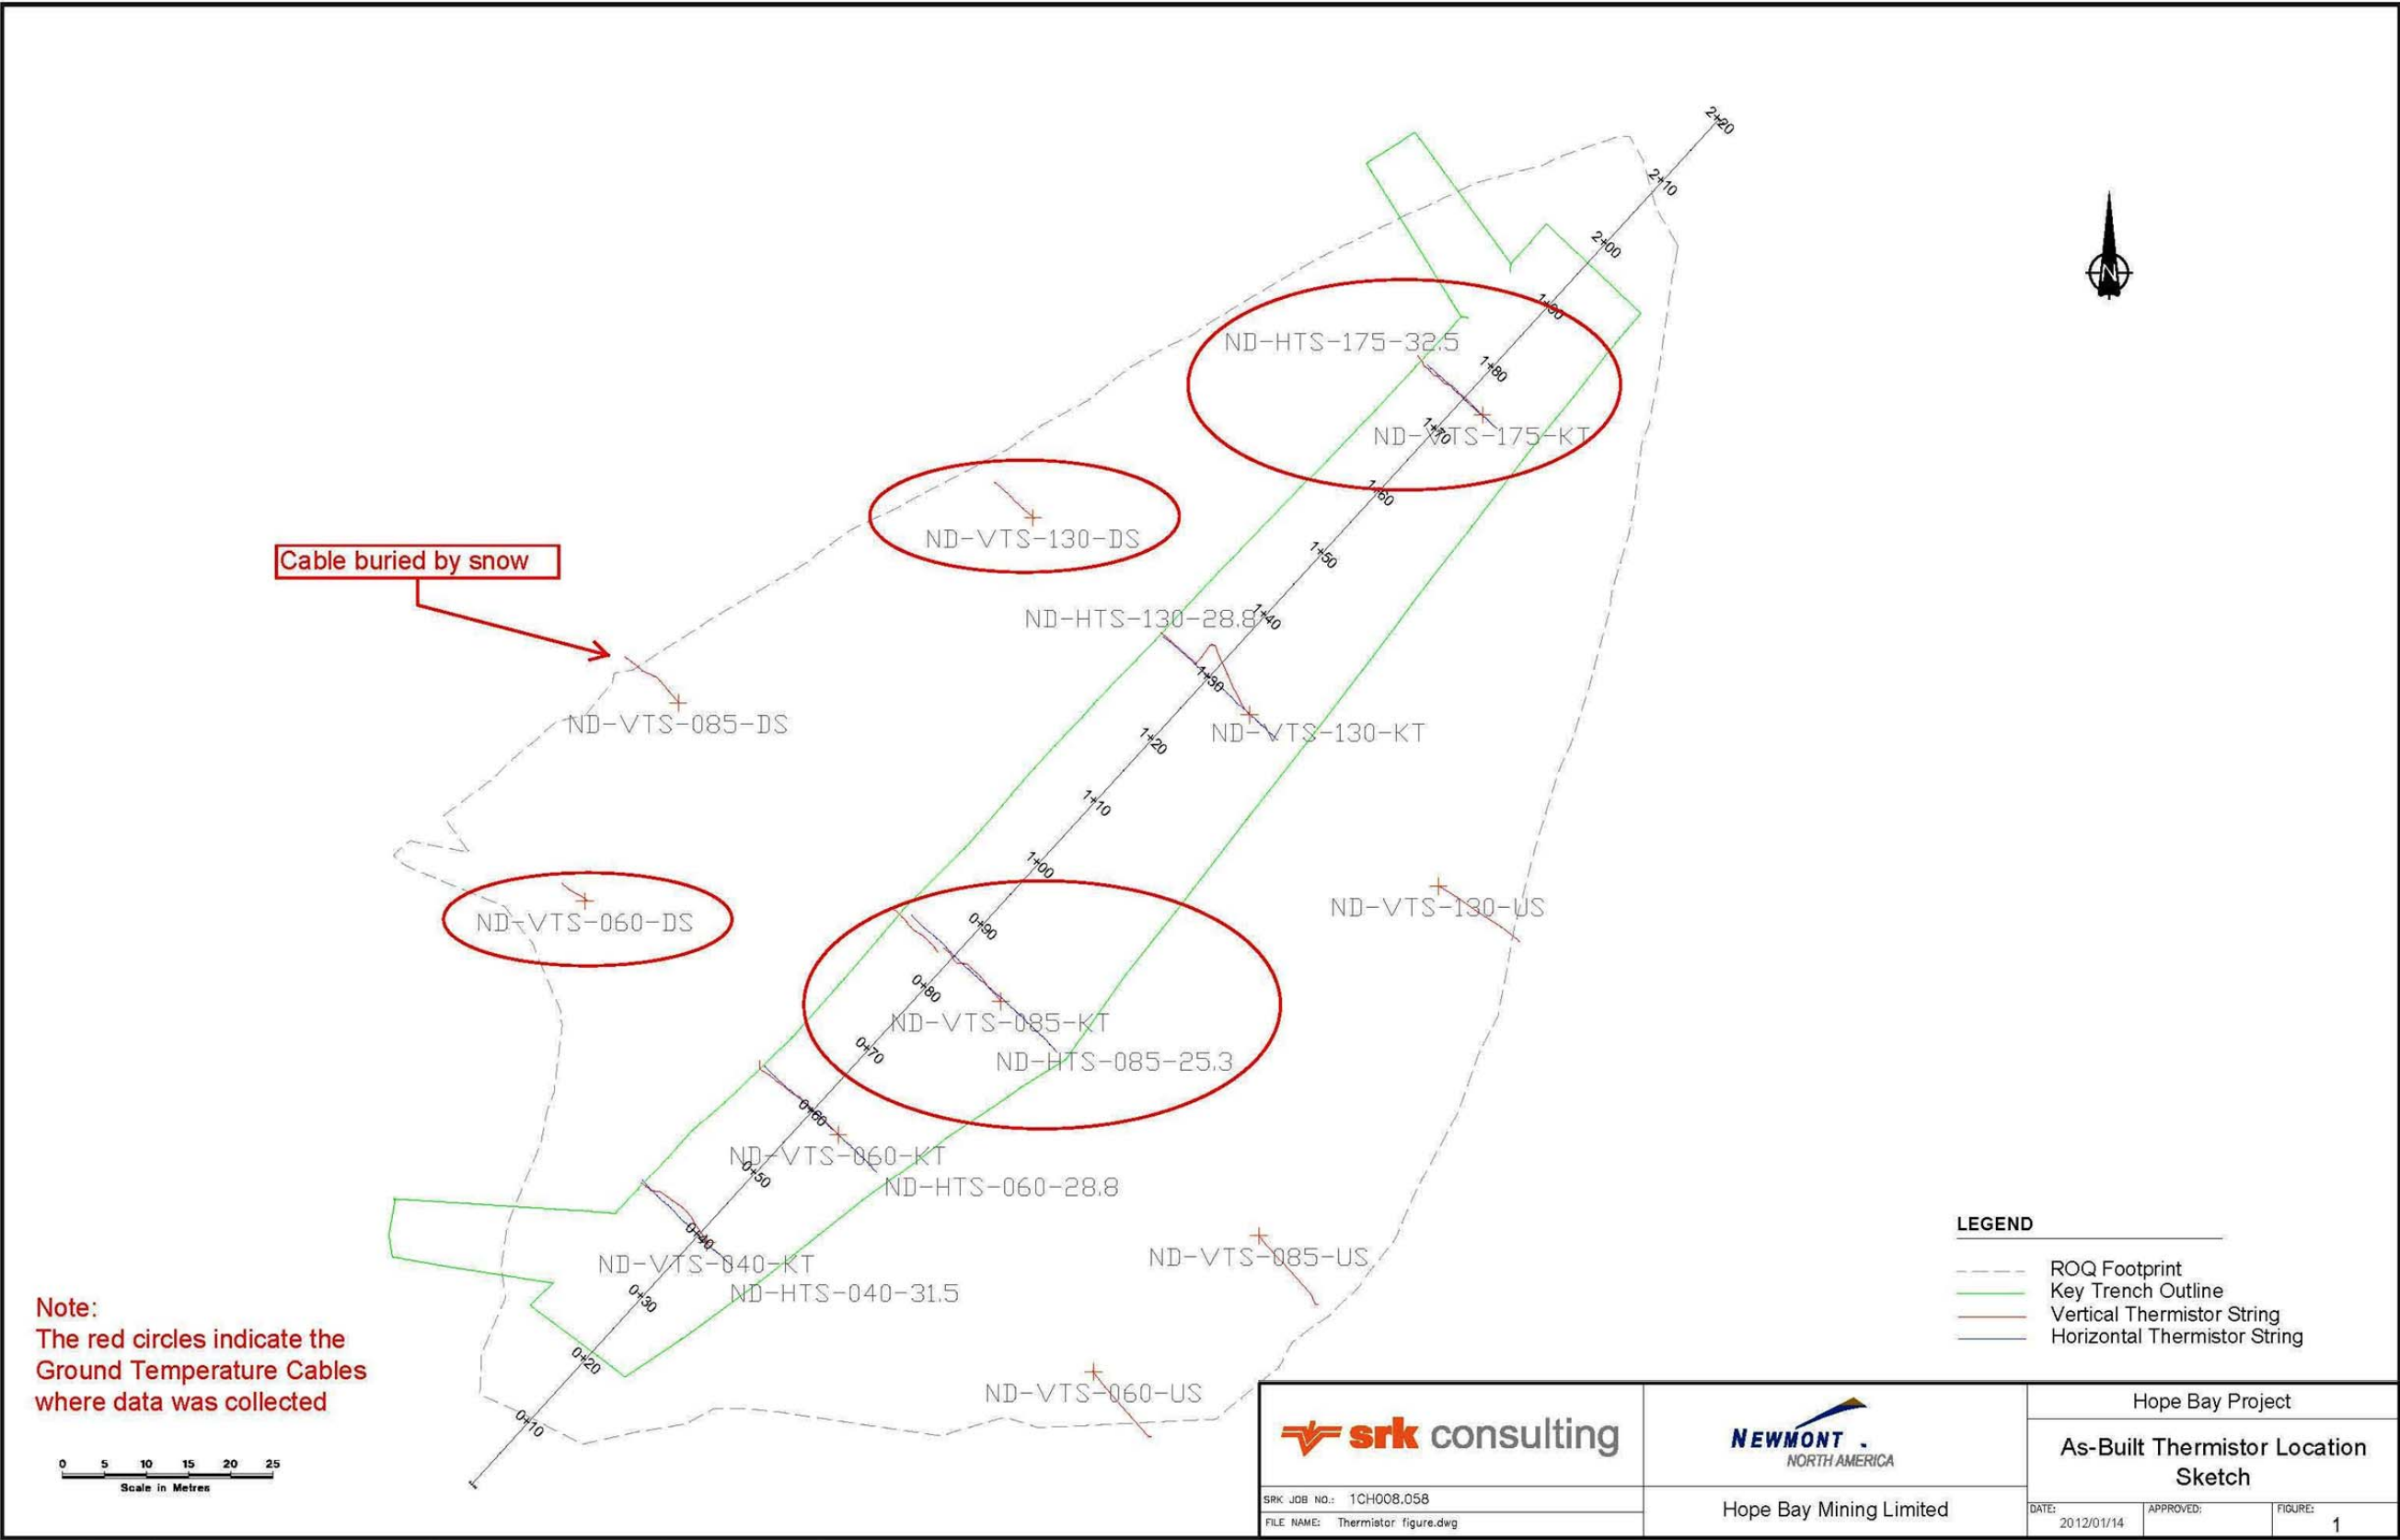 2+20
2+10
2+00
1+90
ND-HTS-175-32.5
1+80
1+70
ND-VTS-175-KT
1+60
ND-VTS-130-DS
1+50
Cable buried by snow
ND-HTS-130-28.8
1+40
1+30
ND-VTS-085-DS
ND-VTS-130-KT
1+20
1+10
1+00
ND-VTS-130-US
ND-VTS-060-DS
0+90
0+80
ND-VTS-085-KT
0+70
ND-HTS-085-25.3
0+60
ND-VTS-060-KT
0+50
ND-HTS-060-28.8
0+40
ND-VTS-040-KT
ND-VTS-085-US
ND-HTS-040-31.5
0+30
0+20
ND-VTS-060-US
0+10
N
LEGEND
ROQ Footprint
Key Trench Outline
Vertical Thermistor String
Horizontal Thermistor String
Note:
The red circles indicate the
Ground Temperature Cables
where data was collected
0 5 10 15 20 25
Scale in Metres
srk consulting
SRK JOB NO.: 1CH008.058
FILE NAME: Thermistor figure.dwg
NEWMONT.
NORTH AMERICA
Hope Bay Mining Limited
Hope Bay Project
As-Built Thermistor Location
Sketch
DATE: 2012/01/14
APPROVED:
FIGURE: 1